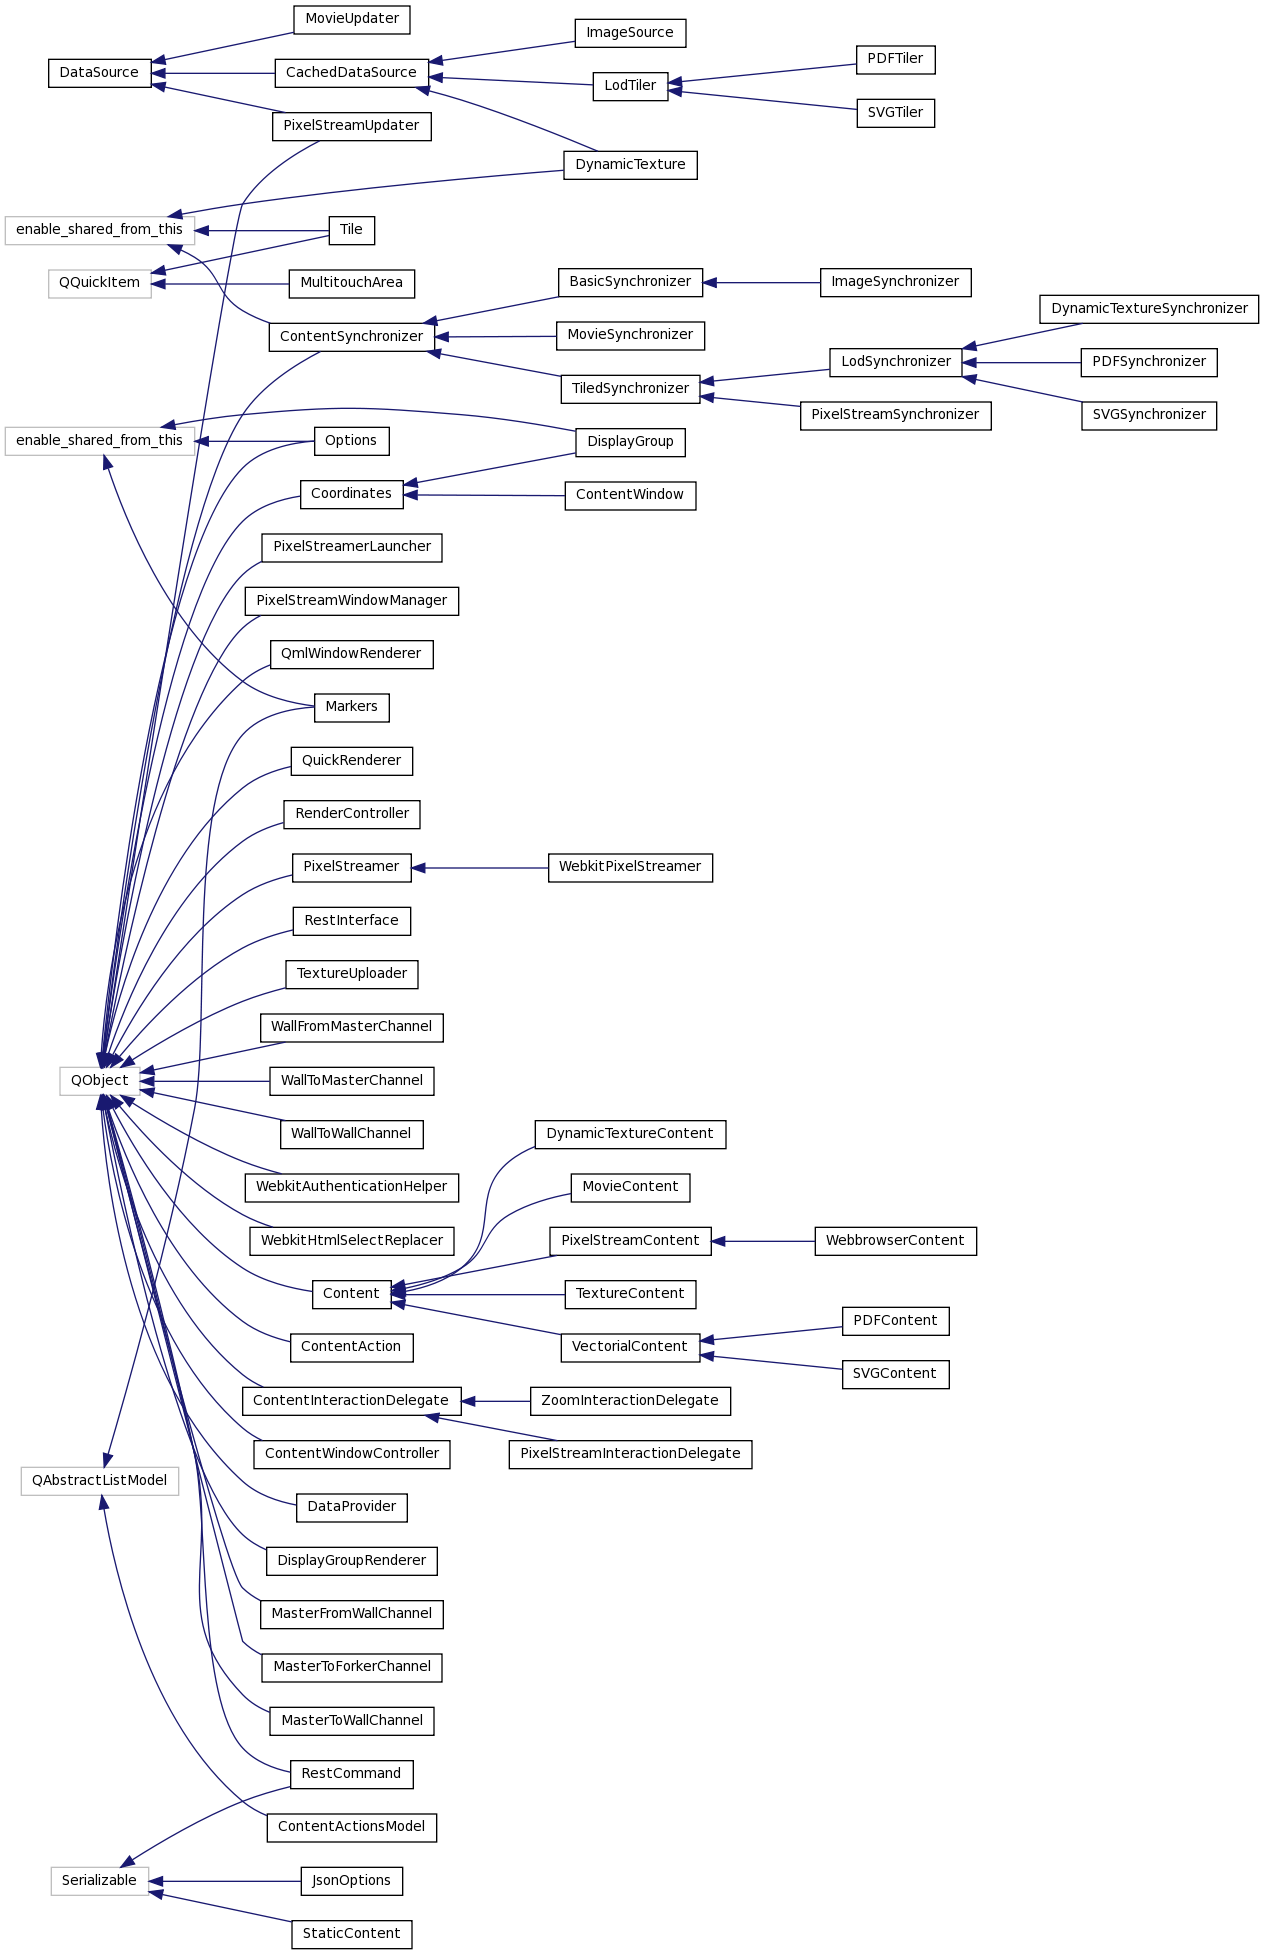 MovieUpdater
ImageSource
DataSource
CachedDataSource
PDFTiler
LodTiler
SVGTiler
PixelStreamUpdater
DynamicTexture
enable_shared_from_this
Tile
QQuickItem
MultitouchArea
BasicSynchronizer
ImageSynchronizer
DynamicTextureSynchronizer
ContentSynchronizer
MovieSynchronizer
LodSynchronizer
PDFSynchronizer
TiledSynchronizer
PixelStreamSynchronizer
SVGSynchronizer
enable_shared_from_this
Options
DisplayGroup
Coordinates
ContentWindow
PixelStreamerLauncher
PixelStreamWindowManager
QmlWindowRenderer
Markers
QuickRenderer
RenderController
PixelStreamer
WebkitPixelStreamer
RestInterface
TextureUploader
WallFromMasterChannel
QObject
WallToMasterChannel
WallToWallChannel
DynamicTextureContent
WebkitAuthenticationHelper
MovieContent
WebkitHtmlSelectReplacer
PixelStreamContent
WebbrowserContent
Content
TextureContent
PDFContent
ContentAction
VectorialContent
SVGContent
ContentInteractionDelegate
ZoomInteractionDelegate
ContentWindowController
PixelStreamInteractionDelegate
QAbstractListModel
DataProvider
DisplayGroupRenderer
MasterFromWallChannel
MasterToForkerChannel
MasterToWallChannel
RestCommand
ContentActionsModel
Serializable
JsonOptions
StaticContent